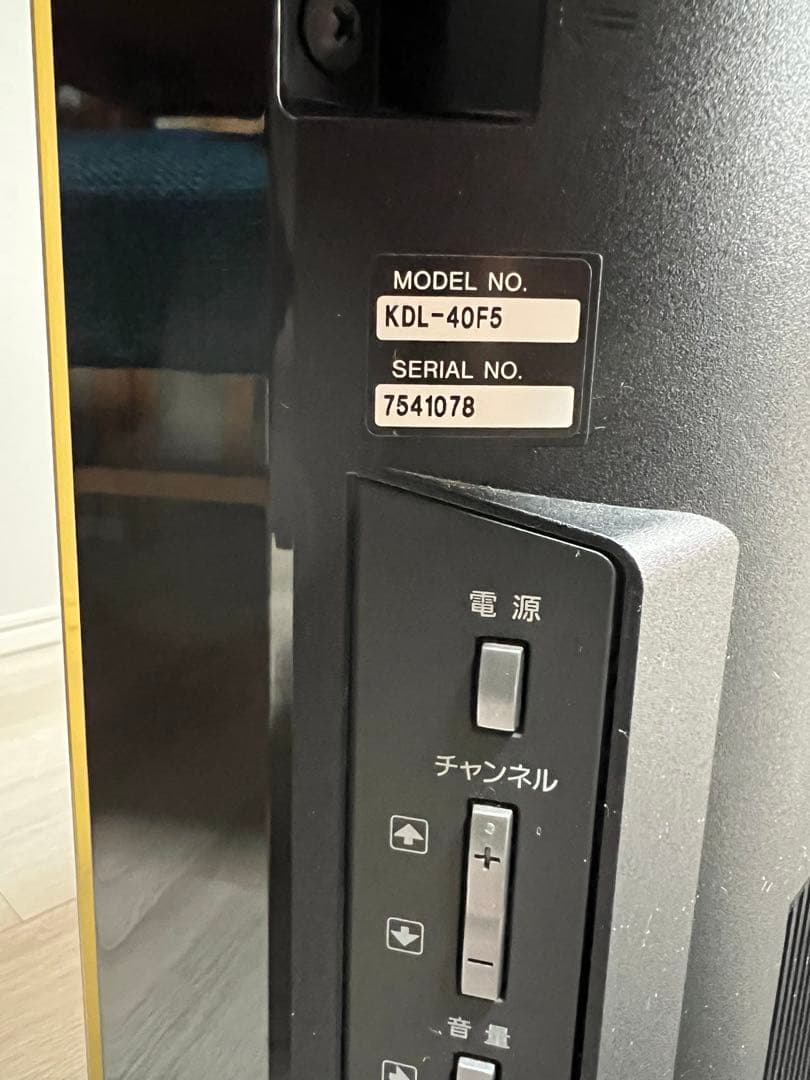 MODEL NO.
KDL-40F5
SERIAL NO.
7541078
電源
チャンネル
+
−
音量